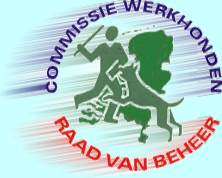 COMMISSIE WERKHONDEN
RAAD VAN BEHEER